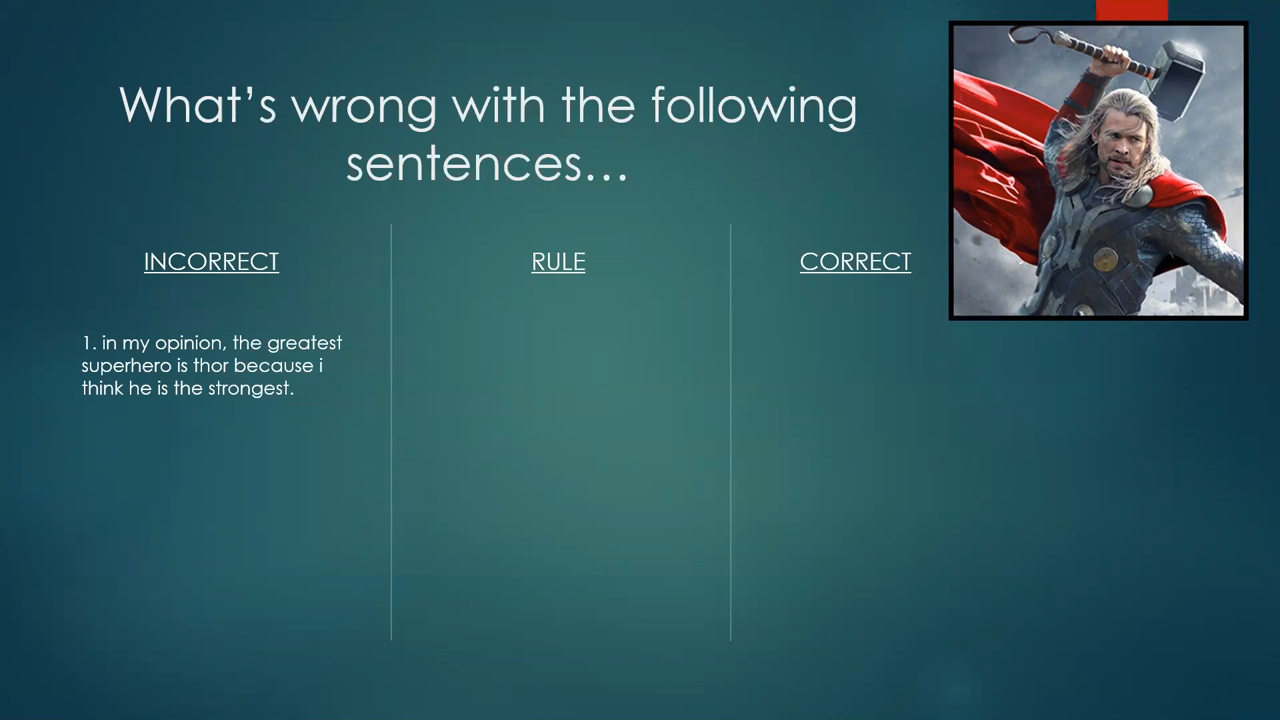 What's wrong with the following
sentences…
INCORRECT
RULE
CORRECT
1. in my opinion, the greatest
superhero is thor because i
think he is the strongest.